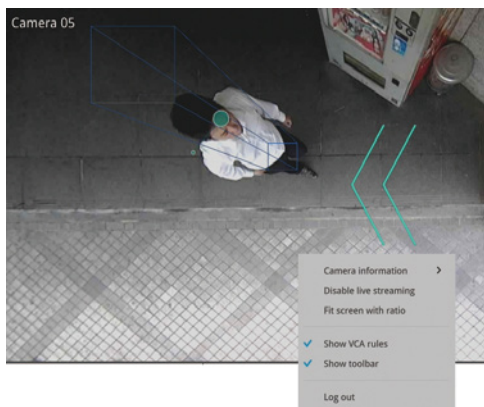 Camera 05
Camera information
Disable live streaming
Fit screen with ratio
Show VCA rules
Show toolbar
Log out